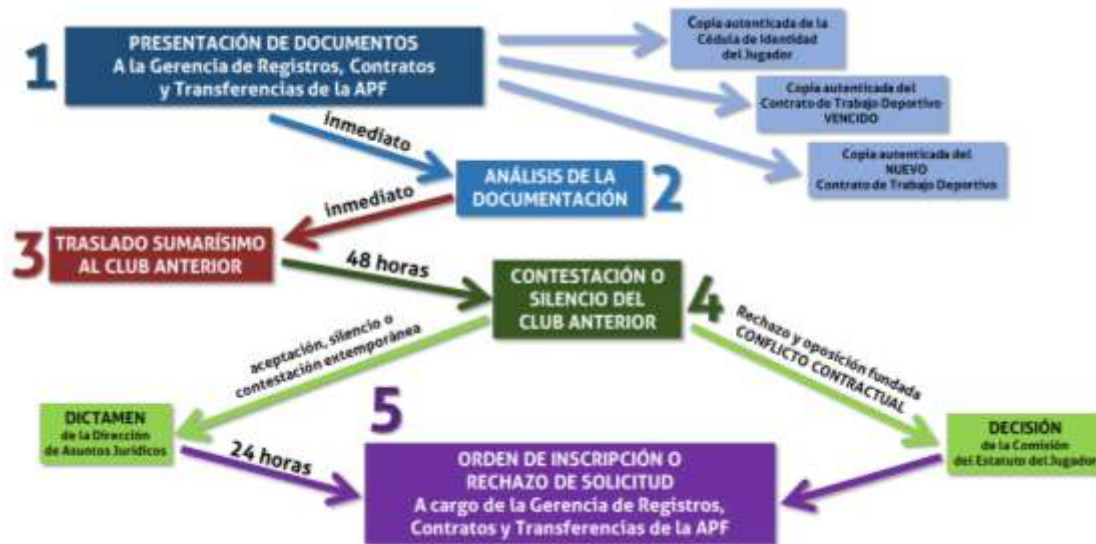 1
PRESENTACIÓN DE DOCUMENTOS
A la Gerencia de Registros, Contratos
y Transferencias de la APF
Copia autenticada de la
Cédula de Identidad
del Jugador
Copia autenticada del
Contrato de Trabajo Deportivo
VENCIDO
Copia autenticada del
NUEVO
Contrato de Trabajo Deportivo
inmediato
ANÁLISIS DE LA
DOCUMENTACIÓN
2
inmediato
3
TRASLADO SUMARÍSIMO
AL CLUB ANTERIOR
48 horas
CONTESTACIÓN O
SILENCIO DEL
CLUB ANTERIOR
4
aceptación, silencio o
contestación extemporánea
Rechazo y oposición fundada
CONFLICTO CONTRACTUAL
DICTAMEN
de la Dirección
de Asuntos Jurídicos
24 horas
5
ORDEN DE INSCRIPCIÓN O
RECHAZO DE SOLICITUD
A cargo de la Gerencia de Registros,
Contratos y Transferencias de la APF
DECISIÓN
de la Comisión
del Estatuto del Jugador